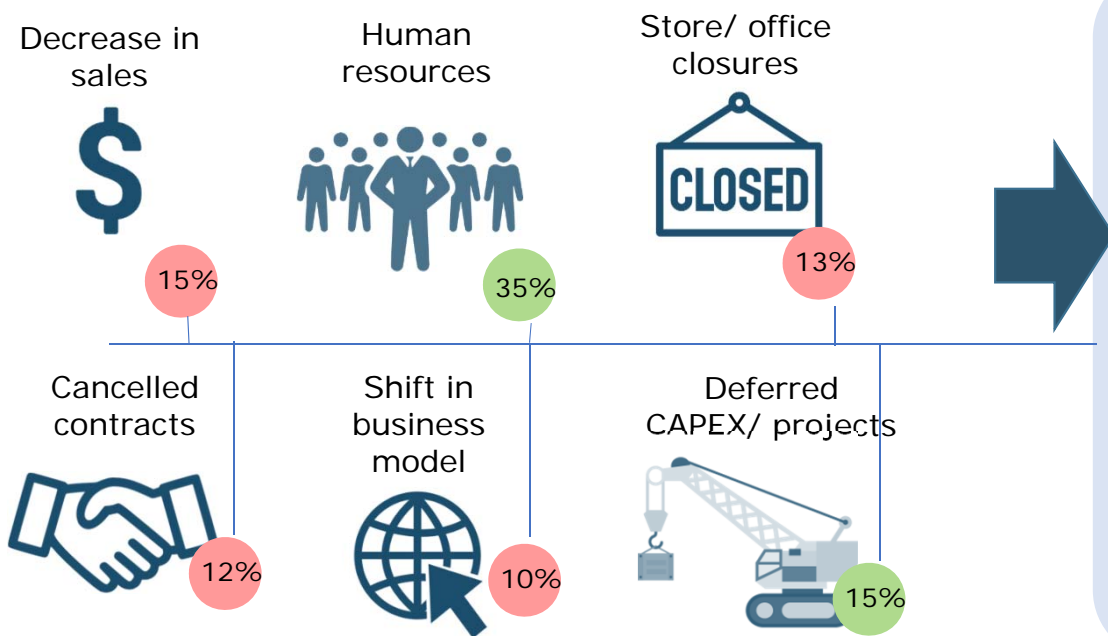 Decrease in
sales
Human
resources
Store/ office
closures
CLOSED
15%
35%
13%
Cancelled
contracts
Shift in
business
model
Deferred
CAPEX/ projects
12%
10%
15%